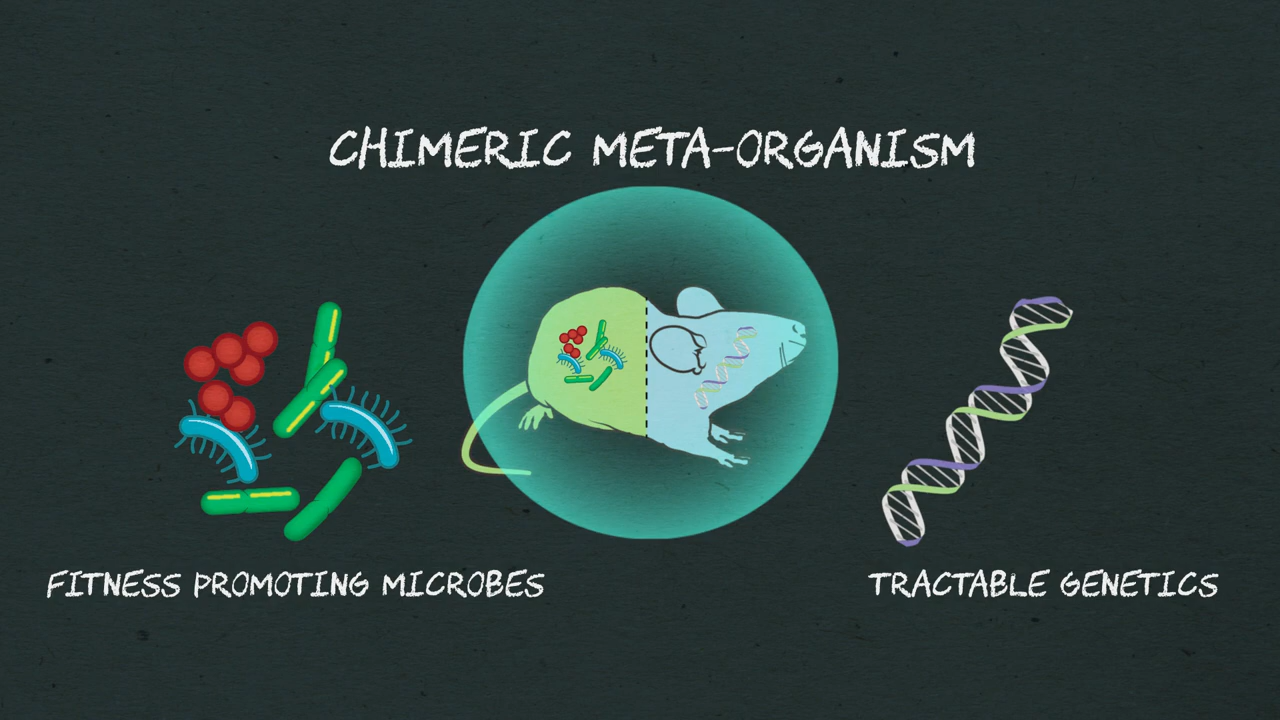 CHIMERIC META-ORGANISM
FITNESS PROMOTING MICROBES
TRACTABLE GENETICS